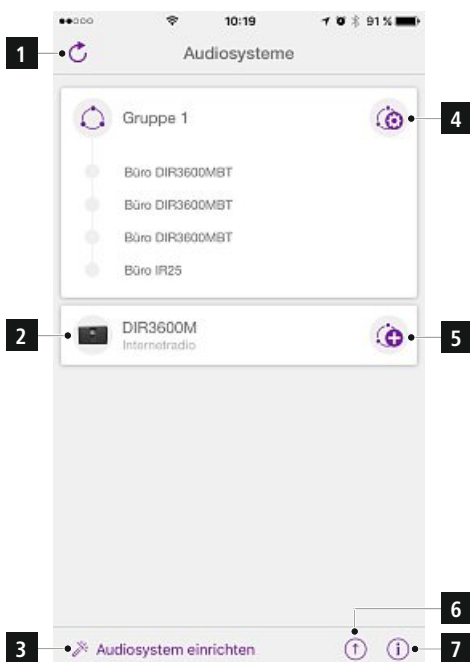 10:19
91 %
1
Audiosysteme
Gruppe 1
4
Büro DIR3600MBT
Büro DIR3600MBT
Büro DIR3600MBT
Büro IR25
2
DIR3600M
Internetradio
5
6
3
Audiosystem einrichten
7